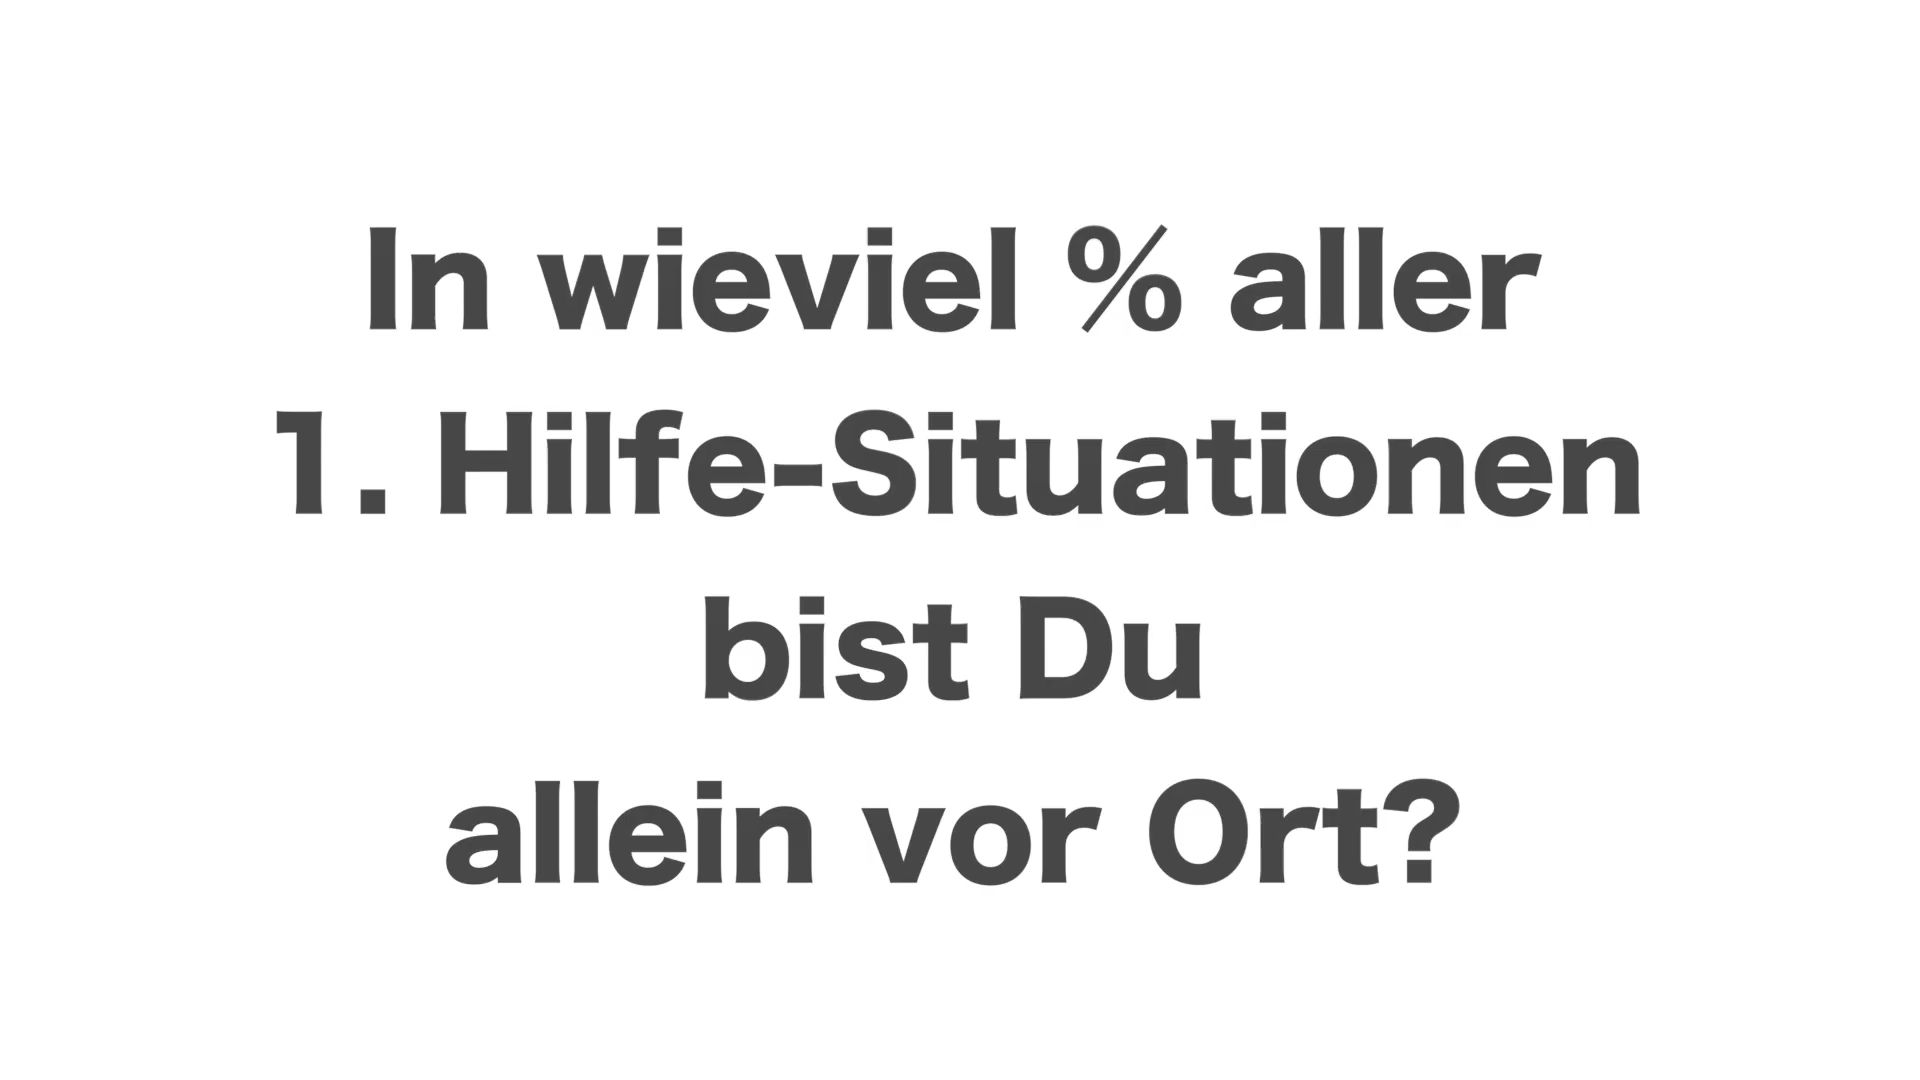 In wieviel % aller
1. Hilfe-Situationen
bist Du
allein vor Ort?